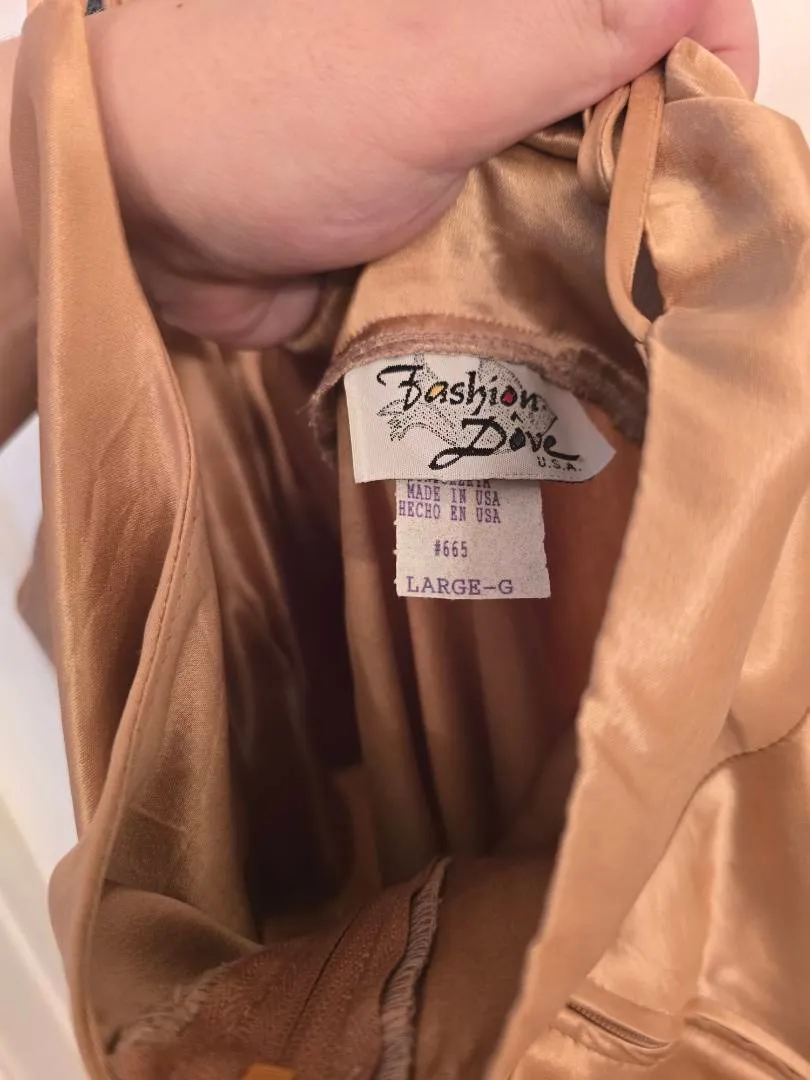 Fashion
Dove
U.S.A.
MADE IN USA
HECHO EN USA
#665
LARGE-G